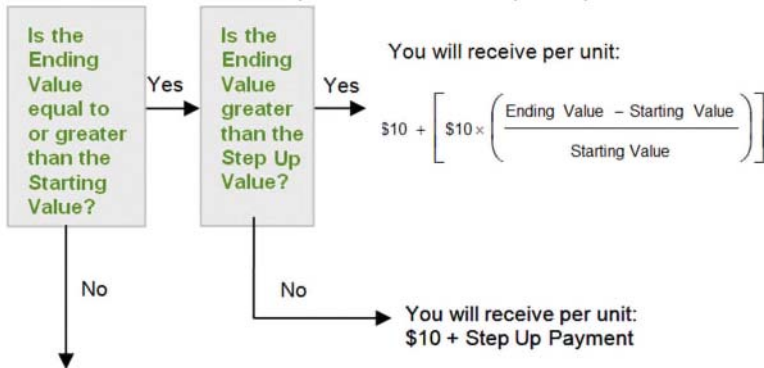 Is the
Ending
Value
equal to
or greater
than the
Starting
Value?
Yes
Is the
Ending
Value
greater
than the
Step Up
Value?
Yes
You will receive per unit:
$10 + [ $10 × ( Ending Value – Starting Value
Starting Value ) ]
No
No
You will receive per unit:
$10 + Step Up Payment